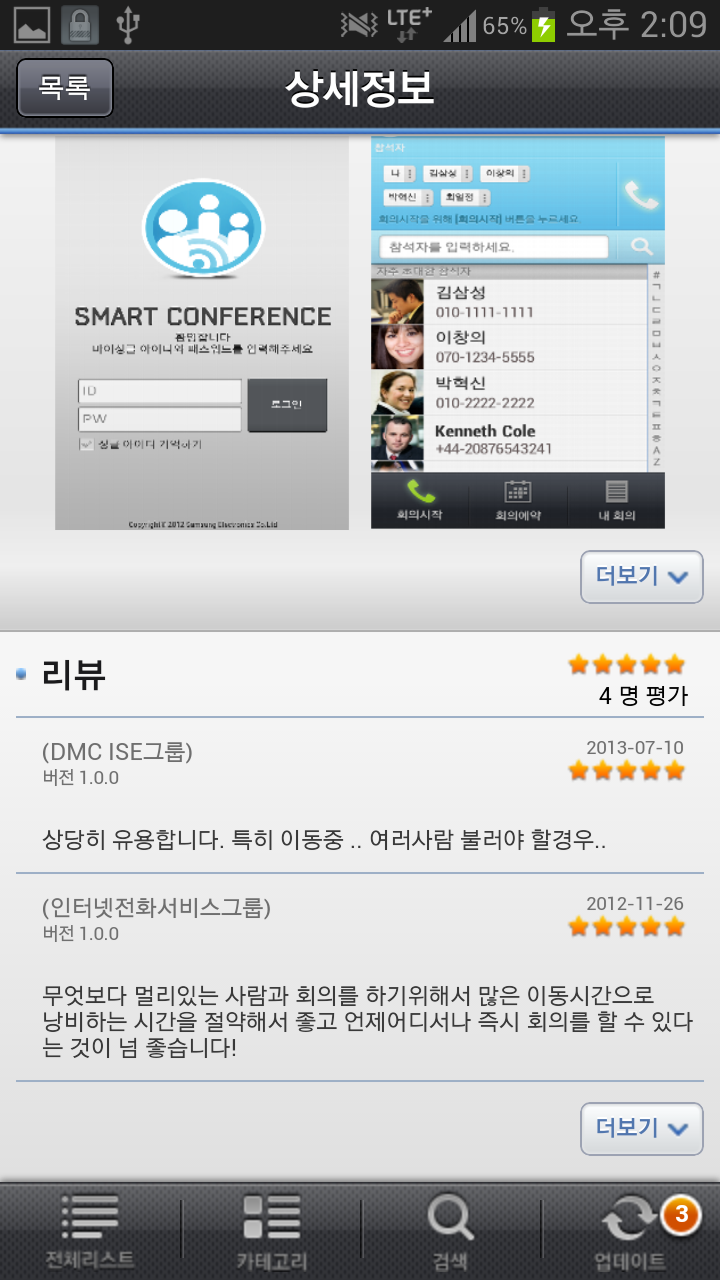 LTE+ 65% 오후 2:09
목록
상세정보
SMART CONFERENCE
환영합니다
마이싱글 아이디와 패스워드를 입력해주세요
ID
PW
로그인
싱글 아이디 기억하기
Copyright© 2012 Samsung Electronics Co.Ltd
참석자
나
김삼성
이창의
박혁신
최일정
회의시작을 위해 [회의시작] 버튼을 누르세요.
참석자를 입력하세요.
자주 초대한 참석자
김삼성
010-1111-1111
이창의
070-1234-5555
박혁신
010-2222-2222
Kenneth Cole
+44-20876543241
#
ㄱ
ㄴ
ㄷ
ㄹ
ㅁ
ㅂ
ㅅ
ㅇ
ㅈ
ㅊ
ㅋ
ㅌ
ㅍ
ㅎ
A
Z
회의시작
회의예약
내 회의
더보기
리뷰
4 명 평가
(DMC ISE그룹)
2013-07-10
버전 1.0.0
상당히 유용합니다. 특히 이동중 .. 여러사람 불러야 할경우..
(인터넷전화서비스그룹)
2012-11-26
버전 1.0.0
무엇보다 멀리있는 사람과 회의를 하기위해서 많은 이동시간으로
낭비하는 시간을 절약해서 좋고 언제어디서나 즉시 회의를 할 수 있다
는 것이 넘 좋습니다!
더보기
전체리스트
카테고리
검색
업데이트
3